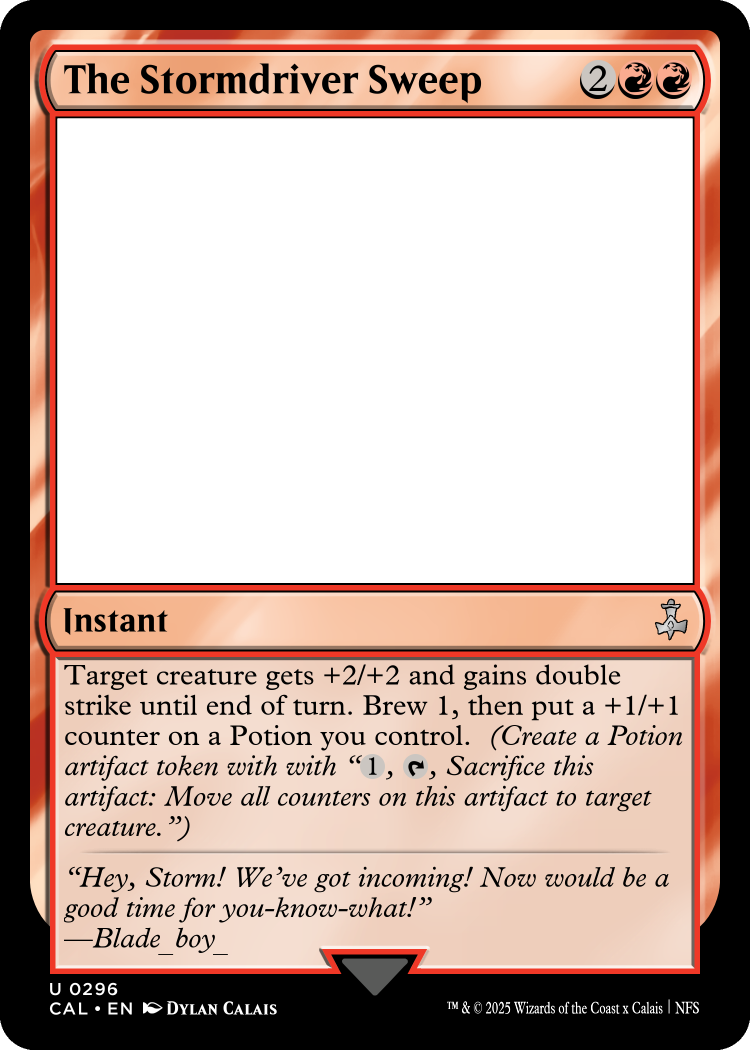 The Stormdriver Sweep 2
Instant
Target creature gets +2/+2 and gains double
strike until end of turn. Brew 1, then put a +1/+1
counter on a Potion you control. (Create a Potion
artifact token with with “1, , Sacrifice this
artifact: Move all counters on this artifact to target
creature.”)
“Hey, Storm! We’ve got incoming! Now would be a
good time for you-know-what!”
—Blade_boy_
U 0296
CAL • EN DYLAN CALAIS
™ & © 2025 Wizards of the Coast x Calais | NFS